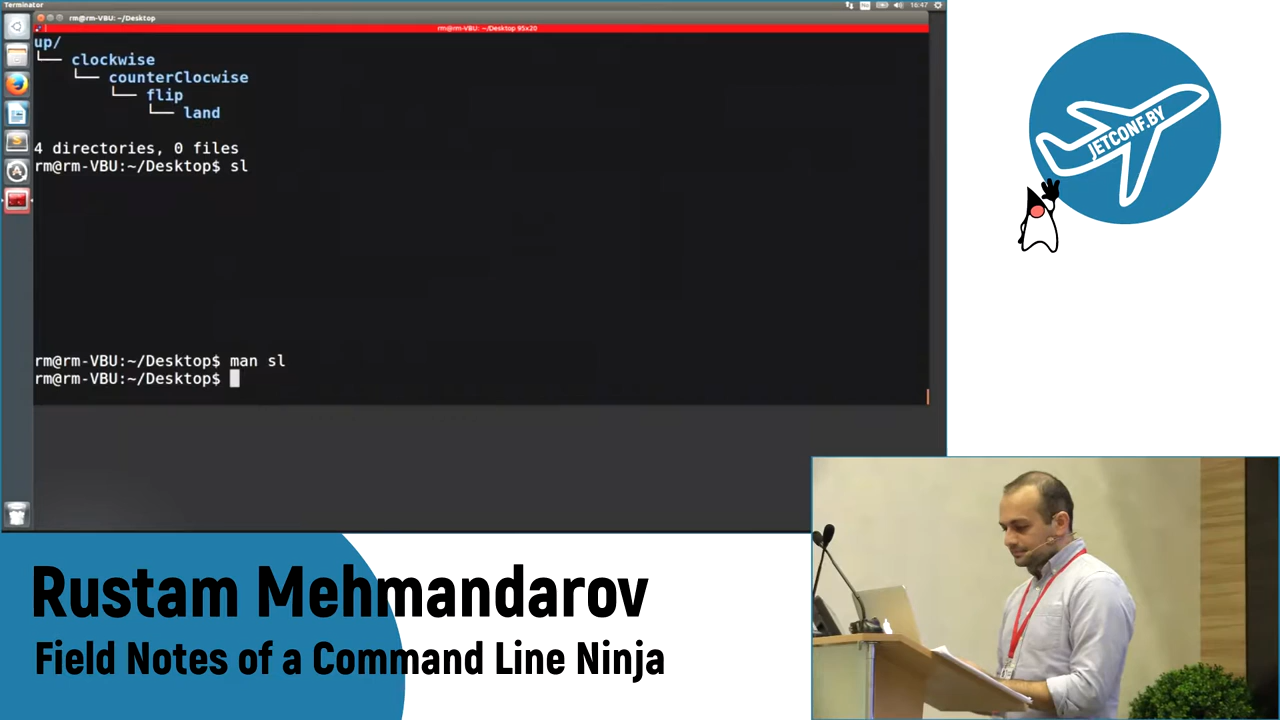 Terminator
16:47
rm@rm-VBU: ~/Desktop
rm@rm-VBU: ~/Desktop 95x20
up/
└── clockwise
└── counterClocwise
└── flip
└── land
4 directories, 0 files
rm@rm-VBU:~/Desktop$ sl
rm@rm-VBU:~/Desktop$ man sl
rm@rm-VBU:~/Desktop$
JETCONF.BY
Rustam Mehmandarov
Field Notes of a Command Line Ninja